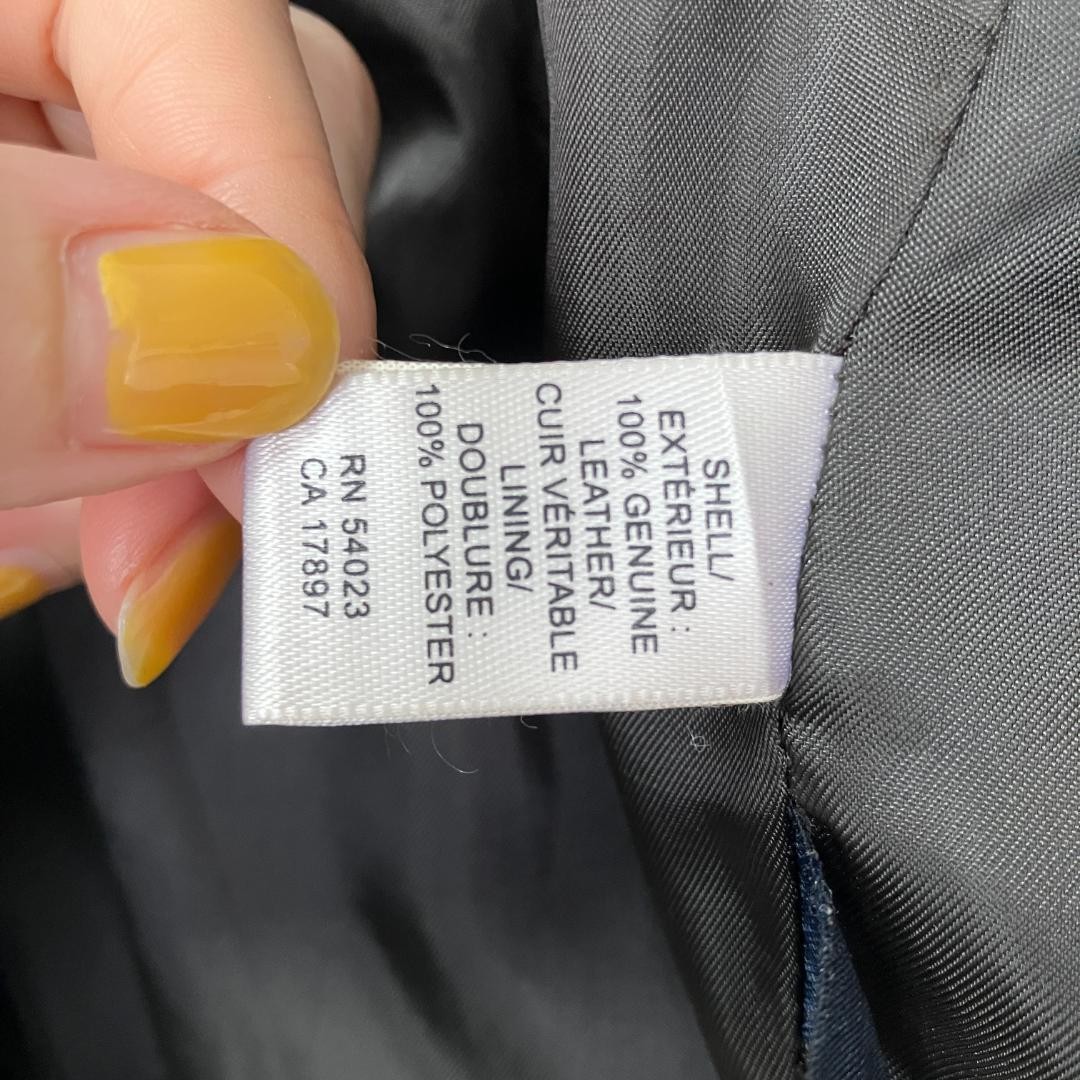 SHELL/
EXTÉRIEUR :
100% GENUINE
LEATHER/
CUIR VÉRITABLE
LINING/
DOUBLURE :
100% POLYESTER
RN 54023
CA 17897